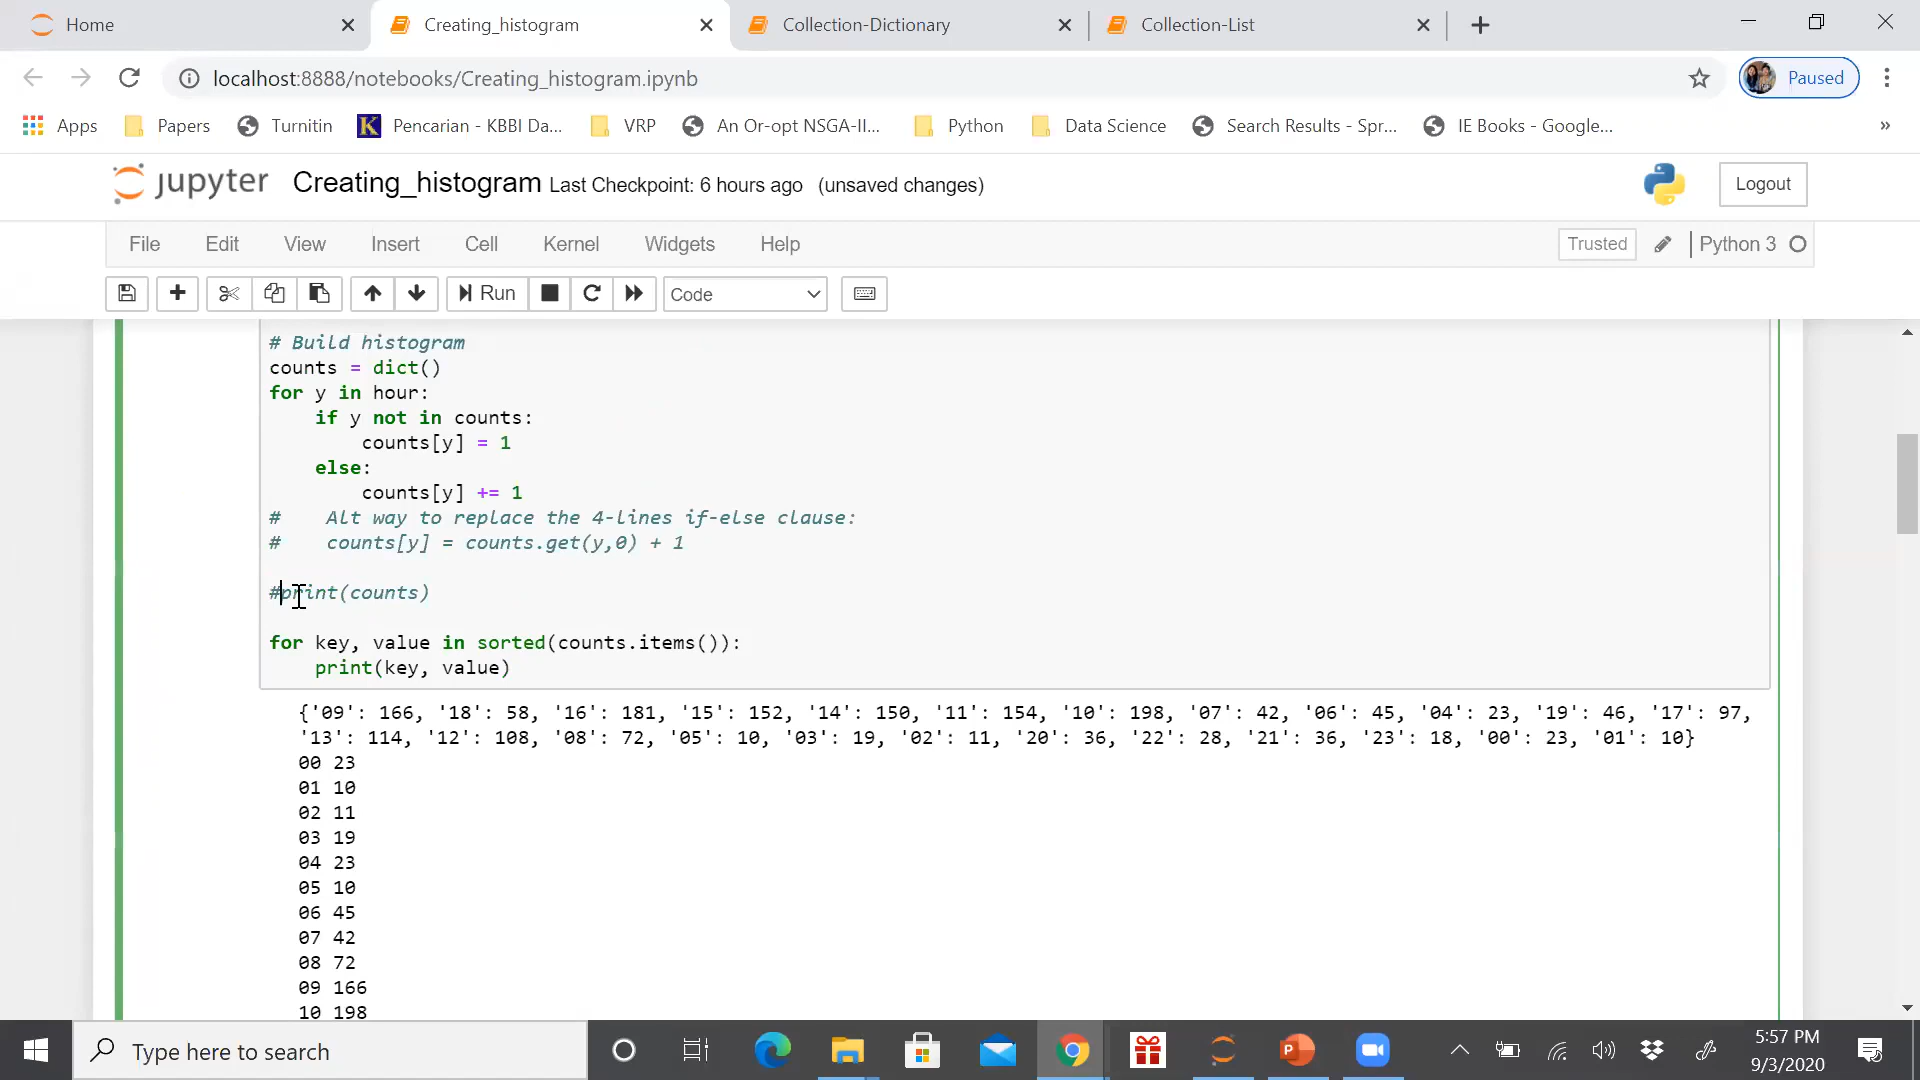 Home
Creating_histogram
Collection-Dictionary
Collection-List
localhost:8888/notebooks/Creating_histogram.ipynb
Paused
Apps Papers Turnitin K Pencarian - KBBI Da... VRP An Or-opt NSGA-II... Python Data Science Search Results - Spr... IE Books - Google... »
jupyter Creating_histogram Last Checkpoint: 6 hours ago (unsaved changes) Logout
File Edit View Insert Cell Kernel Widgets Help Trusted Python 3
Run Code
# Build histogram
counts = dict()
for y in hour:
    if y not in counts:
        counts[y] = 1
    else:
        counts[y] += 1
#    Alt way to replace the 4-lines if-else clause:
#    counts[y] = counts.get(y,0) + 1
#print(counts)
for key, value in sorted(counts.items()):
    print(key, value)
{'09': 166, '18': 58, '16': 181, '15': 152, '14': 150, '11': 154, '10': 198, '07': 42, '06': 45, '04': 23, '19': 46, '17': 97,
'13': 114, '12': 108, '08': 72, '05': 10, '03': 19, '02': 11, '20': 36, '22': 28, '21': 36, '23': 18, '00': 23, '01': 10}
00 23
01 10
02 11
03 19
04 23
05 10
06 45
07 42
08 72
09 166
10 198
Type here to search
5:57 PM
9/3/2020